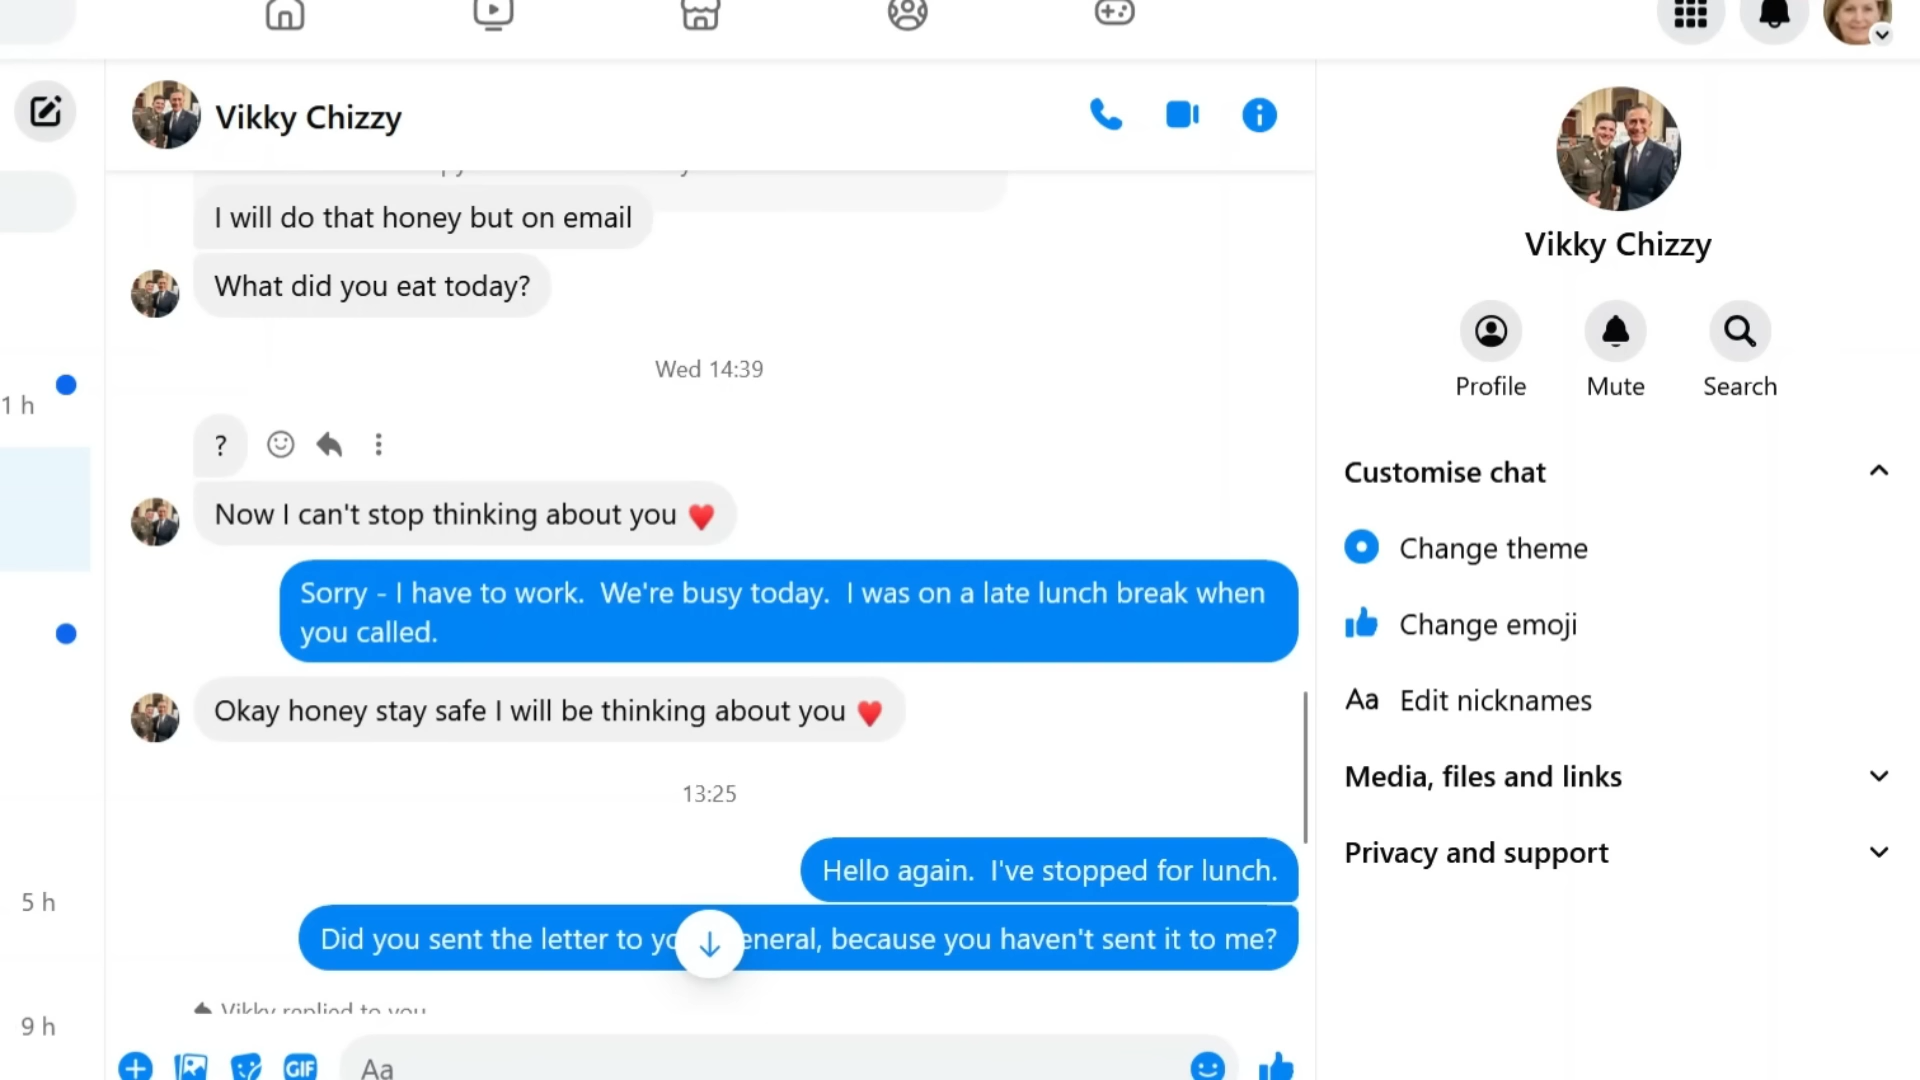 Vikky Chizzy
I will do that honey but on email
What did you eat today?
Wed 14:39
?
Now I can't stop thinking about you ❤️
Sorry - I have to work.  We're busy today.  I was on a late lunch break when
you called.
Okay honey stay safe I will be thinking about you ❤️
13:25
Hello again.  I've stopped for lunch.
Did you sent the letter to yo eneral, because you haven't sent it to me?
Vikky replied to you
GIF
Aa
1 h
5 h
9 h
Vikky Chizzy
Profile
Mute
Search
Customise chat
Change theme
Change emoji
Aa Edit nicknames
Media, files and links
Privacy and support